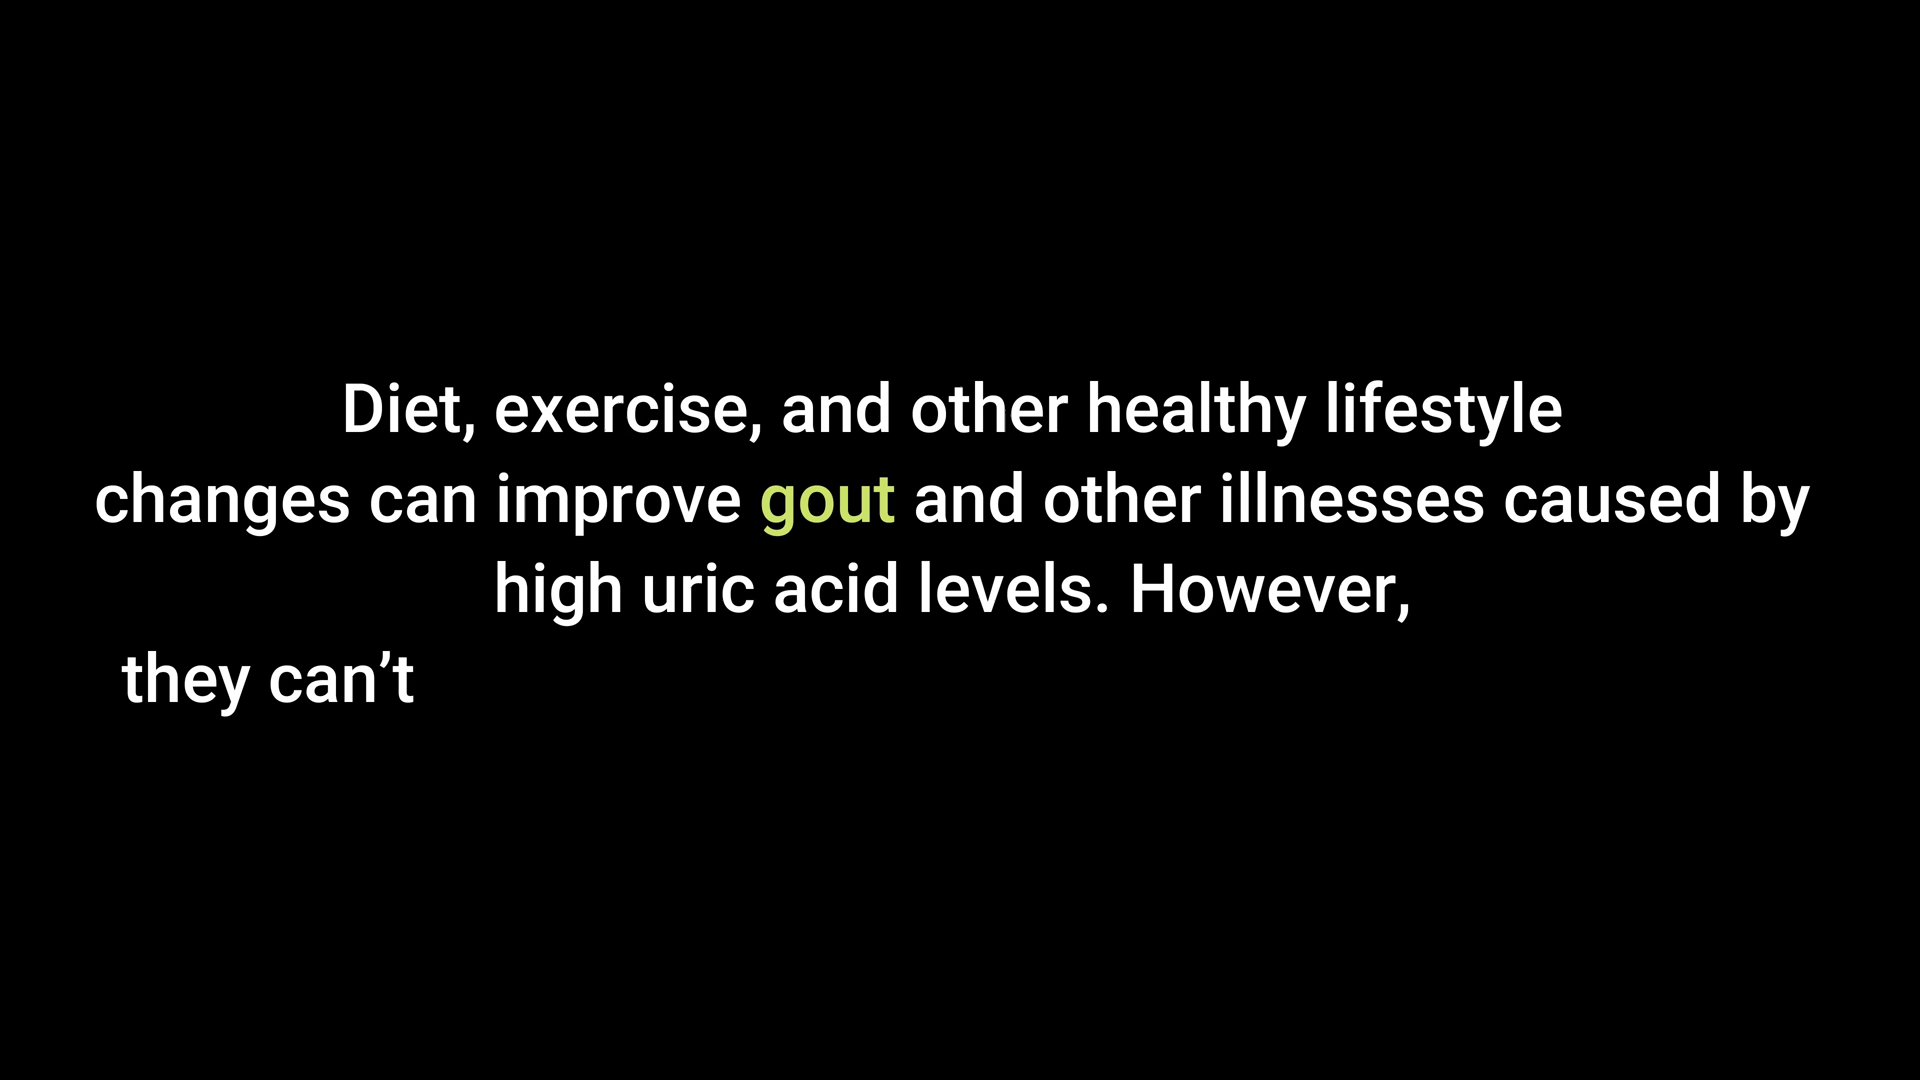 Diet, exercise, and other healthy lifestyle
changes can improve gout and other illnesses caused by
high uric acid levels. However,
they can’t